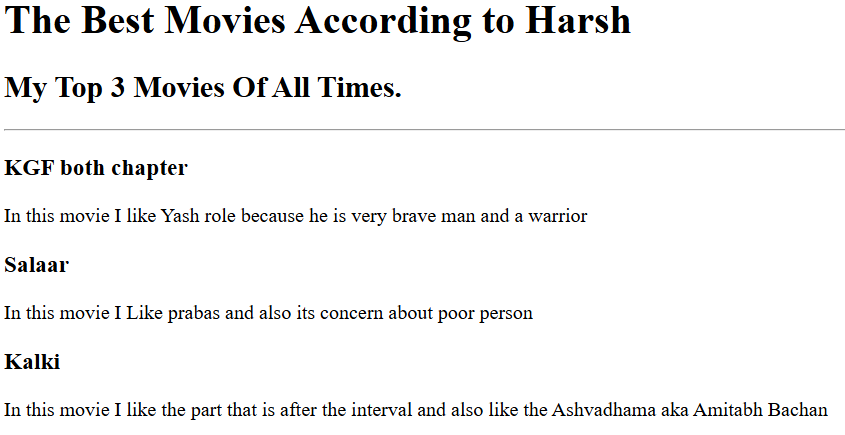 The Best Movies According to Harsh
My Top 3 Movies Of All Times.
KGF both chapter
In this movie I like Yash role because he is very brave man and a warrior
Salaar
In this movie I Like prabas and also its concern about poor person
Kalki
In this movie I like the part that is after the interval and also like the Ashvadhama aka Amitabh Bachan